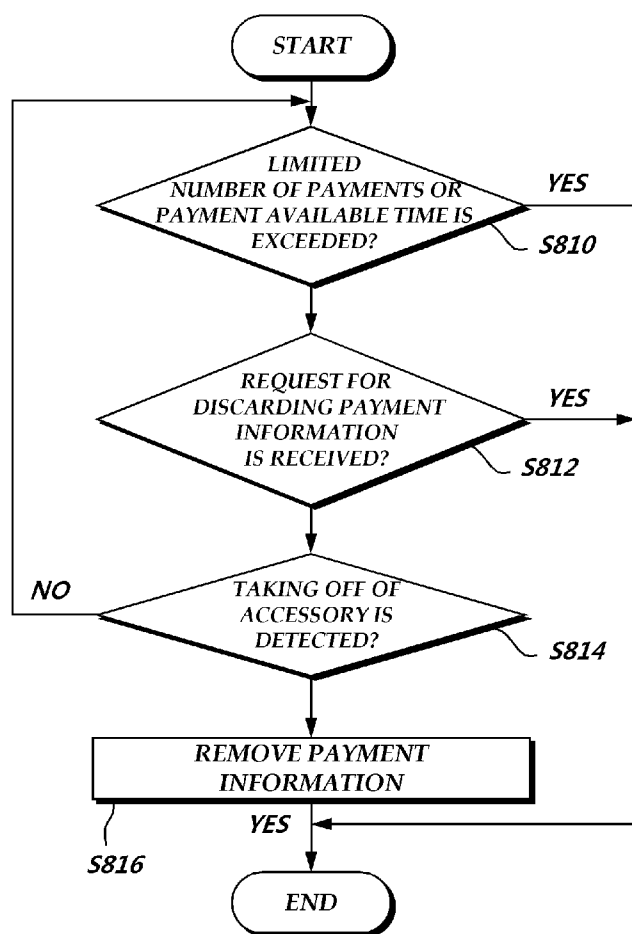 START
LIMITED
NUMBER OF PAYMENTS OR
PAYMENT AVAILABLE TIME IS
EXCEEDED?
YES
S810
REQUEST FOR
DISCARDING PAYMENT
INFORMATION
IS RECEIVED?
YES
S812
NO
TAKING OFF OF
ACCESSORY IS
DETECTED?
S814
REMOVE PAYMENT
INFORMATION
YES
S816
END